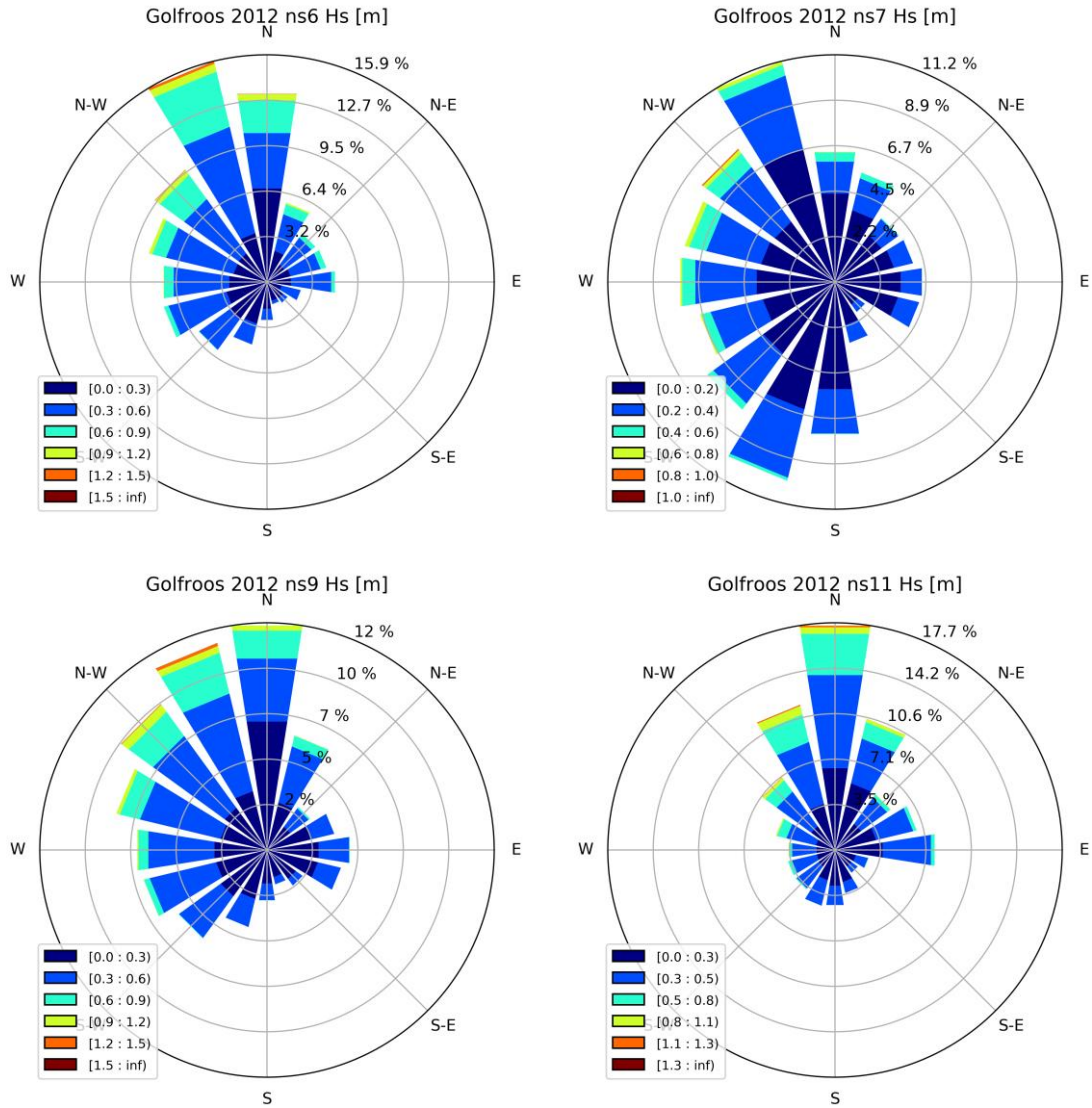 Golfroos 2012 ns6 Hs [m]
N
15.9 %
N-W
12.7 %
N-E
9.5 %
6.4 %
3.2 %
W
E
[0.0 : 0.3)
[0.3 : 0.6)
[0.6 : 0.9)
[0.9 : 1.2)
[1.2 : 1.5)
[1.5 : inf)
S-W
S-E
S
Golfroos 2012 ns7 Hs [m]
N
11.2 %
N-W
8.9 %
N-E
6.7 %
4.5 %
2.2 %
W
E
[0.0 : 0.2)
[0.2 : 0.4)
[0.4 : 0.6)
[0.6 : 0.8)
[0.8 : 1.0)
[1.0 : inf)
S-W
S-E
S
Golfroos 2012 ns9 Hs [m]
N
12 %
N-W
10 %
N-E
7 %
5 %
2 %
W
E
[0.0 : 0.3)
[0.3 : 0.6)
[0.6 : 0.9)
[0.9 : 1.2)
[1.2 : 1.5)
[1.5 : inf)
S-W
S-E
S
Golfroos 2012 ns11 Hs [m]
N
17.7 %
N-W
14.2 %
N-E
10.6 %
7.1 %
3.5 %
W
E
[0.0 : 0.3)
[0.3 : 0.5)
[0.5 : 0.8)
[0.8 : 1.1)
[1.1 : 1.3)
[1.3 : inf)
S-W
S-E
S